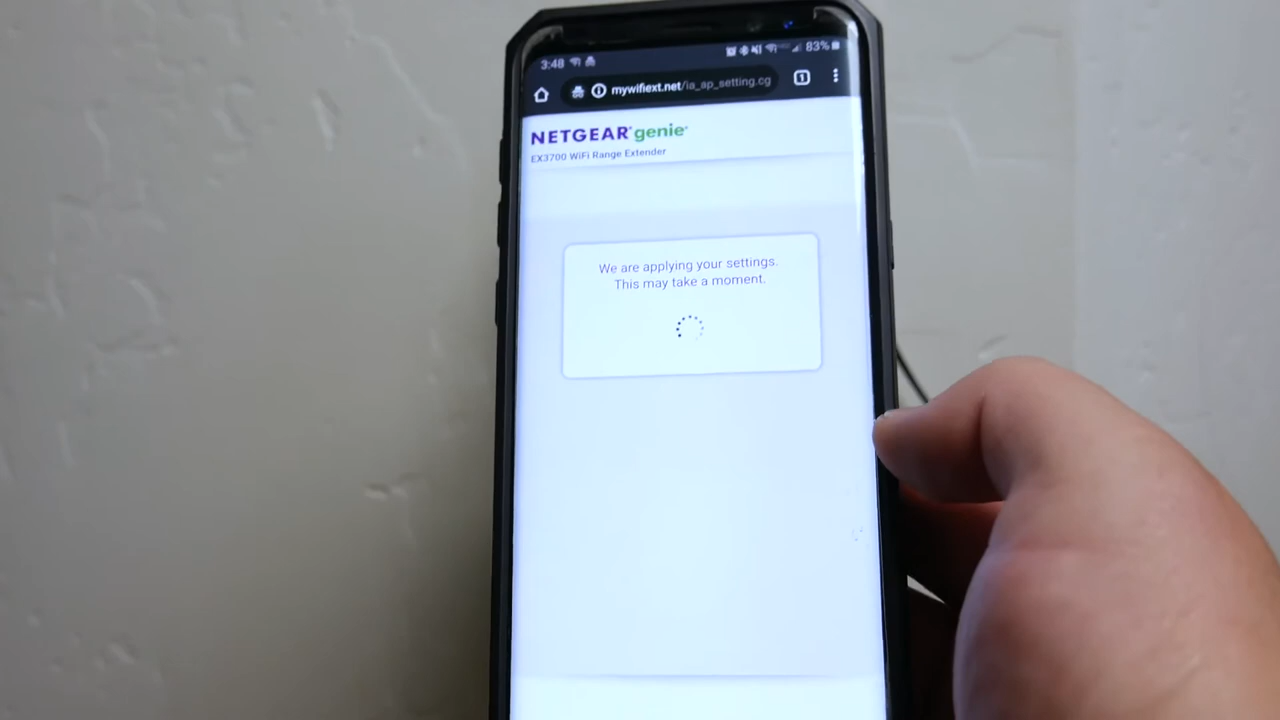 3:48 83%
mywifiext.net/ia_ap_setting.cg 1
NETGEAR genie
EX3700 WiFi Range Extender
We are applying your settings.
This may take a moment.